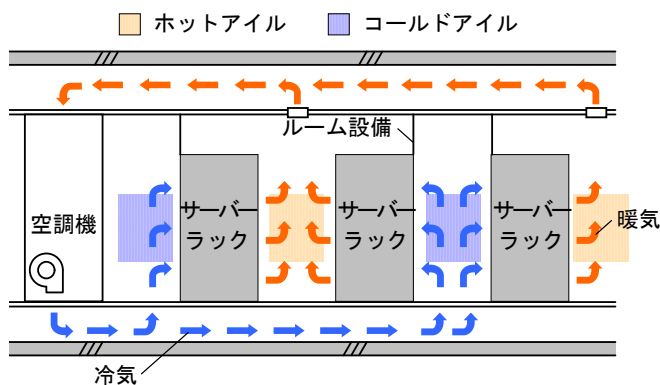 ホットアイル
コールドアイル
ルーム設備
空調機
サーバー
ラック
サーバー
ラック
サーバー
ラック
暖気
冷気